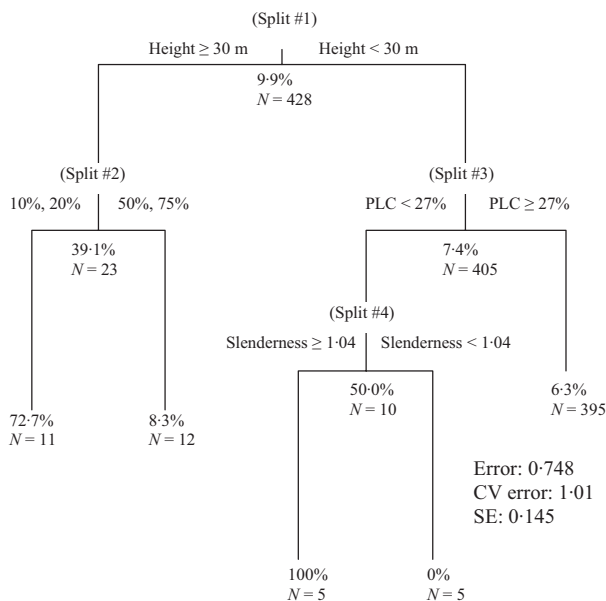 (Split #1)
Height ≥ 30 m
Height < 30 m
9·9%
N = 428
(Split #2)
(Split #3)
10%, 20%
50%, 75%
PLC < 27%
PLC ≥ 27%
39·1%
N = 23
7·4%
N = 405
(Split #4)
Slenderness ≥ 1·04
Slenderness < 1·04
72·7%
N = 11
8·3%
N = 12
50·0%
N = 10
6·3%
N = 395
Error: 0·748
CV error: 1·01
SE: 0·145
100%
N = 5
0%
N = 5